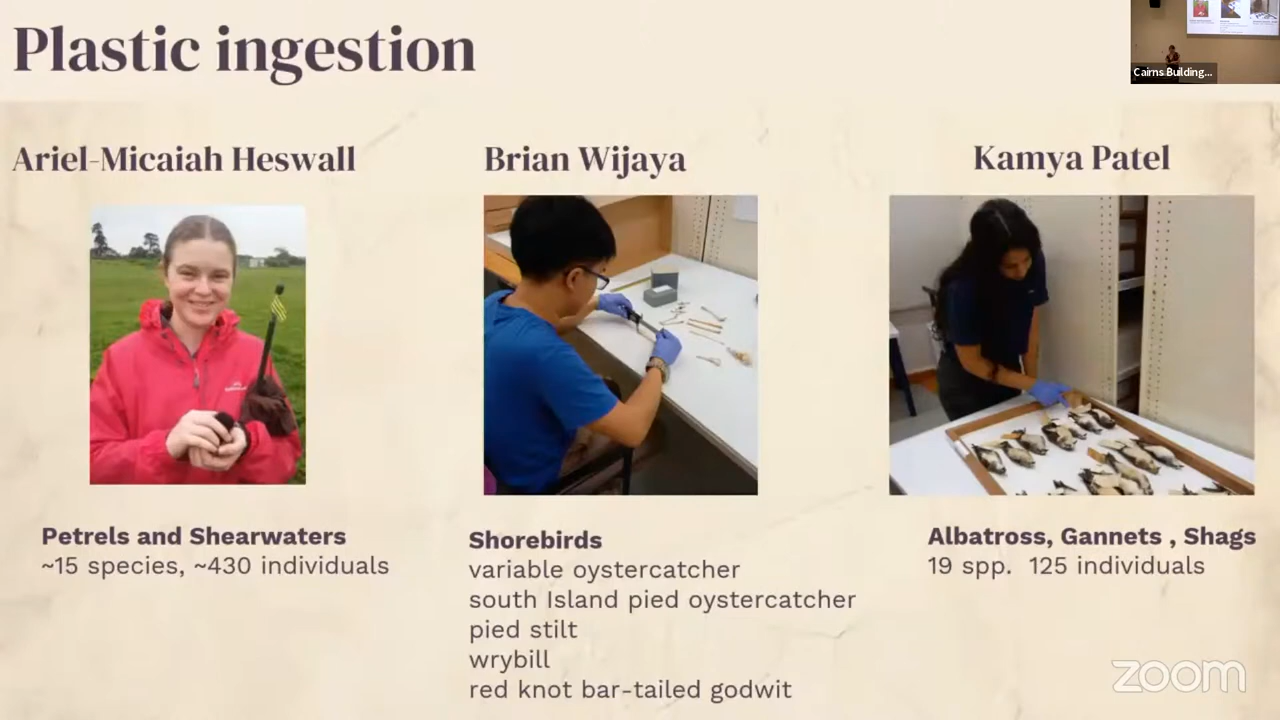 Plastic ingestion
Cairns Building...
Ariel-Micaiah Heswall
Brian Wijaya
Kamya Patel
Petrels and Shearwaters
~15 species, ~430 individuals
Shorebirds
variable oystercatcher
south Island pied oystercatcher
pied stilt
wrybill
red knot bar-tailed godwit
Albatross, Gannets , Shags
19 spp. 125 individuals
zoom